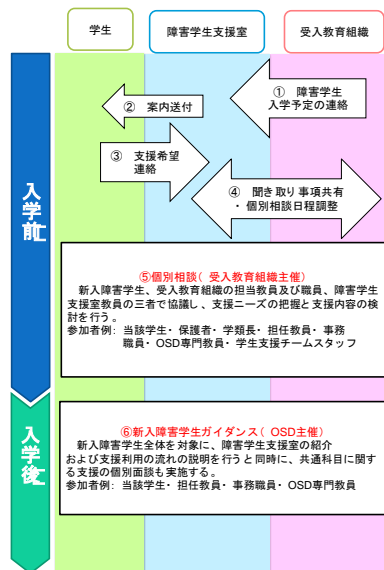 学生
障害学生支援室
受入教育組織
① 障害学生
入学予定の連絡
② 案内送付
③ 支援希望
連絡
④ 聞き取り事項共有
・個別相談日程調整
入学前
⑤個別相談(受入教育組織主催)
新入障害学生、受入教育組織の担当教員及び職員、障害学生
支援室教員の三者で協議し、支援ニーズの把握と支援内容の検
討を行う。
参加者例: 当該学生・保護者・学類長・担任教員・事務
職員・OSD専門教員・学生支援チームスタッフ
入学後
⑥新入障害学生ガイダンス(OSD主催)
新入障害学生全体を対象に、障害学生支援室の紹介
および支援利用の流れの説明を行うと同時に、共通科目に関す
る支援の個別面談も実施する。
参加者例: 当該学生・担任教員・事務職員・OSD専門教員